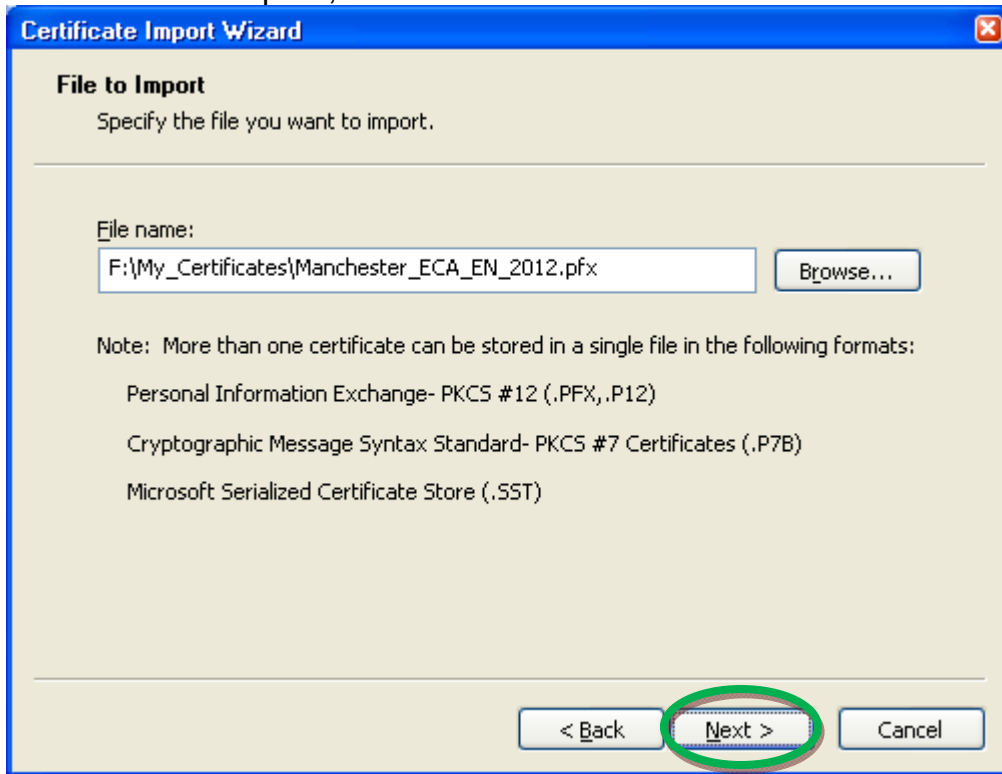 Certificate Import Wizard
File to Import
Specify the file you want to import.
File name:
F:\My_Certificates\Manchester_ECA_EN_2012.pfx
Browse...
Note: More than one certificate can be stored in a single file in the following formats:
Personal Information Exchange- PKCS #12 (.PFX,.P12)
Cryptographic Message Syntax Standard- PKCS #7 Certificates (.P7B)
Microsoft Serialized Certificate Store (.SST)
< Back Next > Cancel